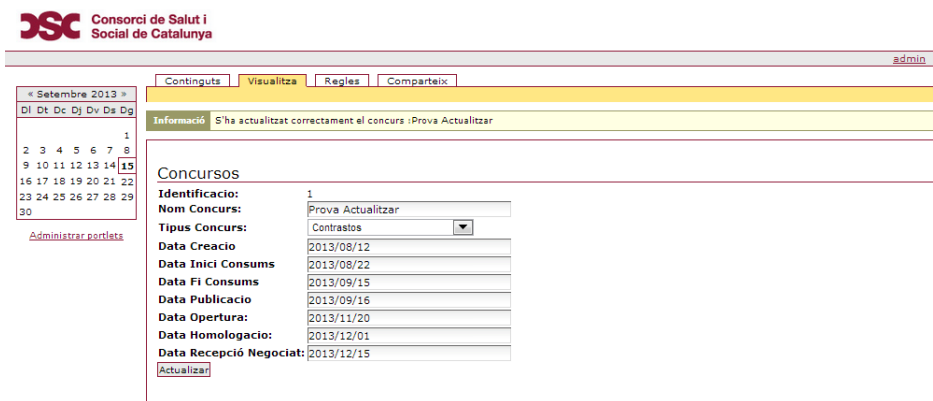 CSC Consorci de Salut i
Social de Catalunya
admin
Continguts Visualitza Regles Comparteix
« Setembre 2013 »
Dl Dt Dc Dj Dv Ds Dg
1
2 3 4 5 6 7 8
9 10 11 12 13 14 15
16 17 18 19 20 21 22
23 24 25 26 27 28 29
30
Administrar portlets
Informació S'ha actualitzat correctament el concurs :Prova Actualitzar
Concursos
Identificacio: 1
Nom Concurs: Prova Actualitzar
Tipus Concurs: Contrastos
Data Creacio 2013/08/12
Data Inici Consums 2013/08/22
Data Fi Consums 2013/09/15
Data Publicacio 2013/09/16
Data Opertura: 2013/11/20
Data Homologacio: 2013/12/01
Data Recepció Negociat: 2013/12/15
Actualizar